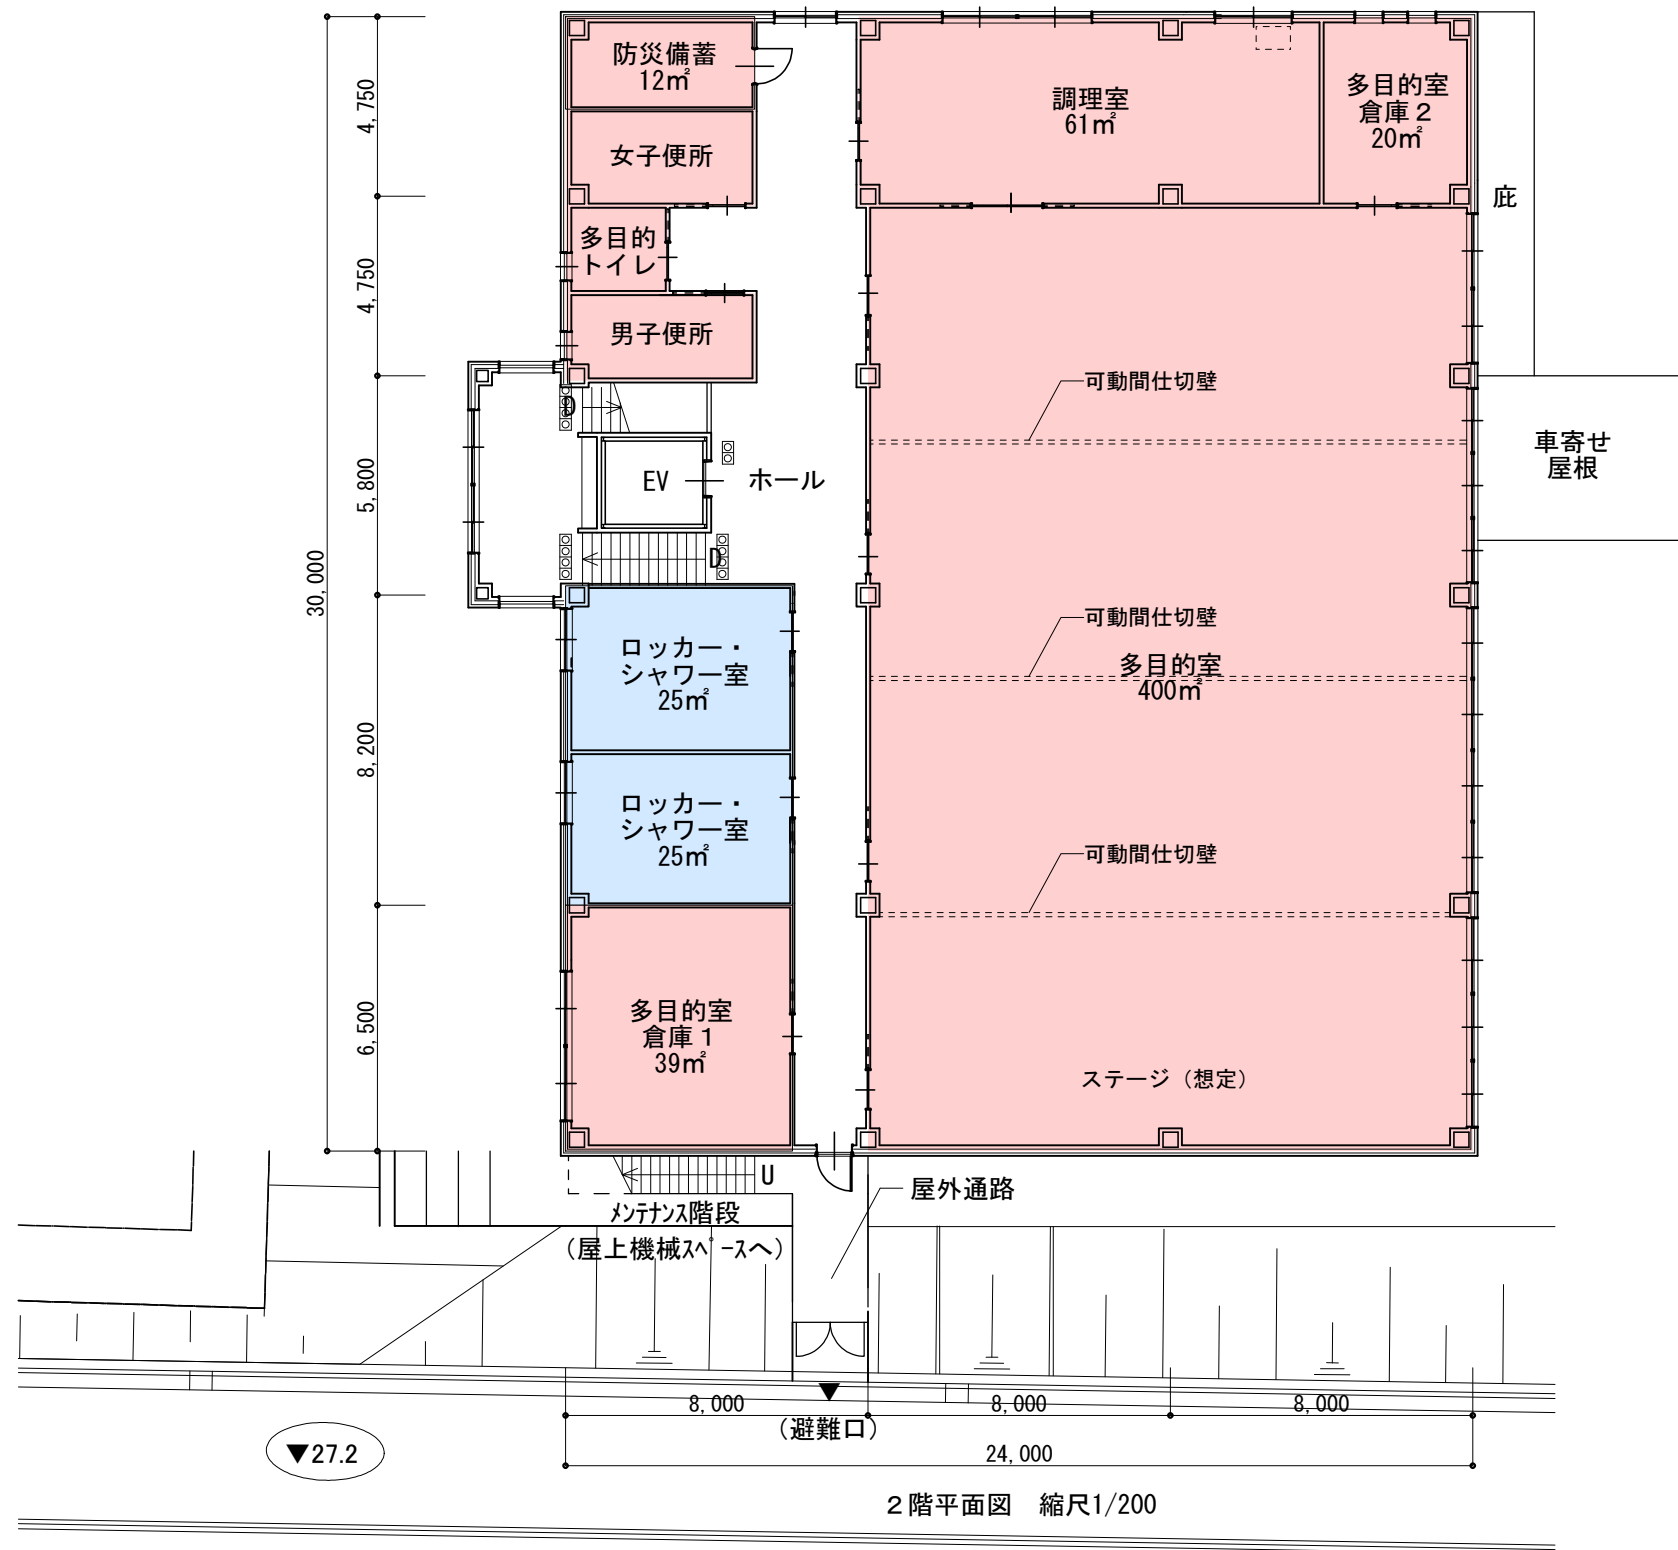 防災備蓄
12㎡
女子便所
多目的
トイレ
男子便所
調理室
61㎡
多目的室
倉庫２
20㎡
庇
車寄せ
屋根
可動間仕切壁
可動間仕切壁
可動間仕切壁
多目的室
400㎡
ステージ（想定）
D
EV
ホール
D
ロッカー・
シャワー室
25㎡
ロッカー・
シャワー室
25㎡
多目的室
倉庫１
39㎡
U
ﾒﾝﾃﾅﾝｽ階段
（屋上機械ｽﾍﾟｰｽへ）
屋外通路
（避難口）
4,750
4,750
5,800
8,200
6,500
30,000
8,000
8,000
8,000
24,000
▼27.2
２階平面図　縮尺1/200